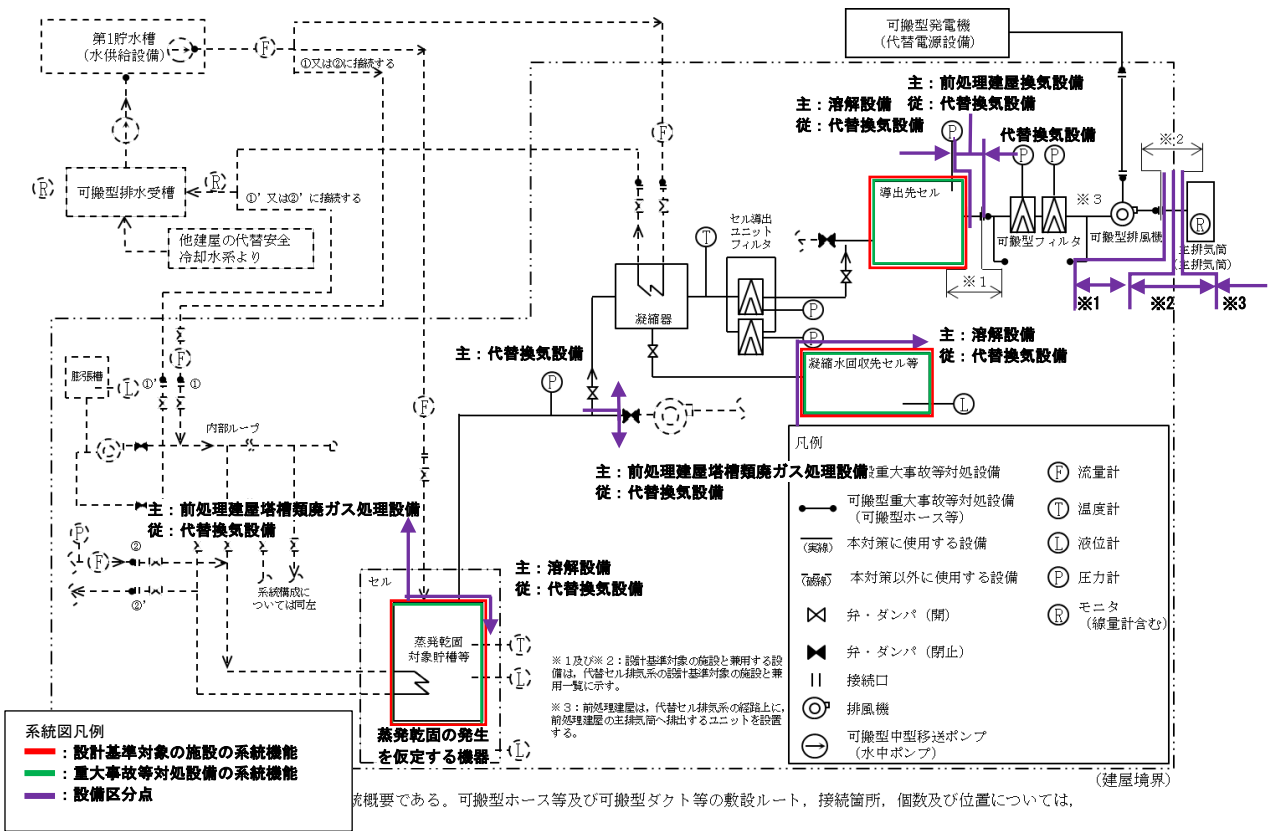 第1貯水槽
(水供給設備)
F
①又は②に接続する
可搬型発電機
(代替電源設備)
主：前処理建屋換気設備
従：代替換気設備
主：溶解設備
従：代替換気設備
代替換気設備
※2
F
P
P
P
R
R
可搬型排水受槽
①’又は②’に接続する
他建屋の代替安全
冷却水系より
導出先セル
※3
可搬型フィルタ
可搬型排風機
R
主排気筒
(主排気筒)
※1
※1
※2
※3
セル導出
ユニット
フィルタ
T
凝縮器
P
P
主：代替換気設備
主：溶解設備
従：代替換気設備
凝縮水回収先セル等
L
P
F
膨張槽
L
①’
①
F
内部ループ
主：前処理建屋塔槽類廃ガス処理設備
従：代替換気設備
主：前処理建屋塔槽類廃ガス処理設備
従：代替換気設備
P
F
②
②’
系統構成に
ついては同左
主：溶解設備
従：代替換気設備
セル
蒸発乾固
対象貯槽等
T
L
L
蒸発乾固の発生
を仮定する機器
※1及び※2：設計基準対象の施設と兼用する設
備は，代替セル排気系の設計基準対象の施設と兼
用一覧に示す。
※3：前処理建屋は，代替セル排気系の経路上に，
前処理建屋の主排気筒へ排出するユニットを設置
する。
凡例
設重大事故等対処設備
可搬型重大事故等対処設備
(可搬型ホース等)
(実線)
本対策に使用する設備
(破線)
本対策以外に使用する設備
弁・ダンパ（開）
弁・ダンパ（閉止）
接続口
排風機
可搬型中型移送ポンプ
(水中ポンプ)
F 流量計
T 温度計
L 液位計
P 圧力計
R モニタ
(線量計含む)
(建屋境界)
系統図凡例
：設計基準対象の施設の系統機能
：重大事故等対処設備の系統機能
：設備区分点
統概要である。可搬型ホース等及び可搬型ダクト等の敷設ルート，接続箇所，個数及び位置については，